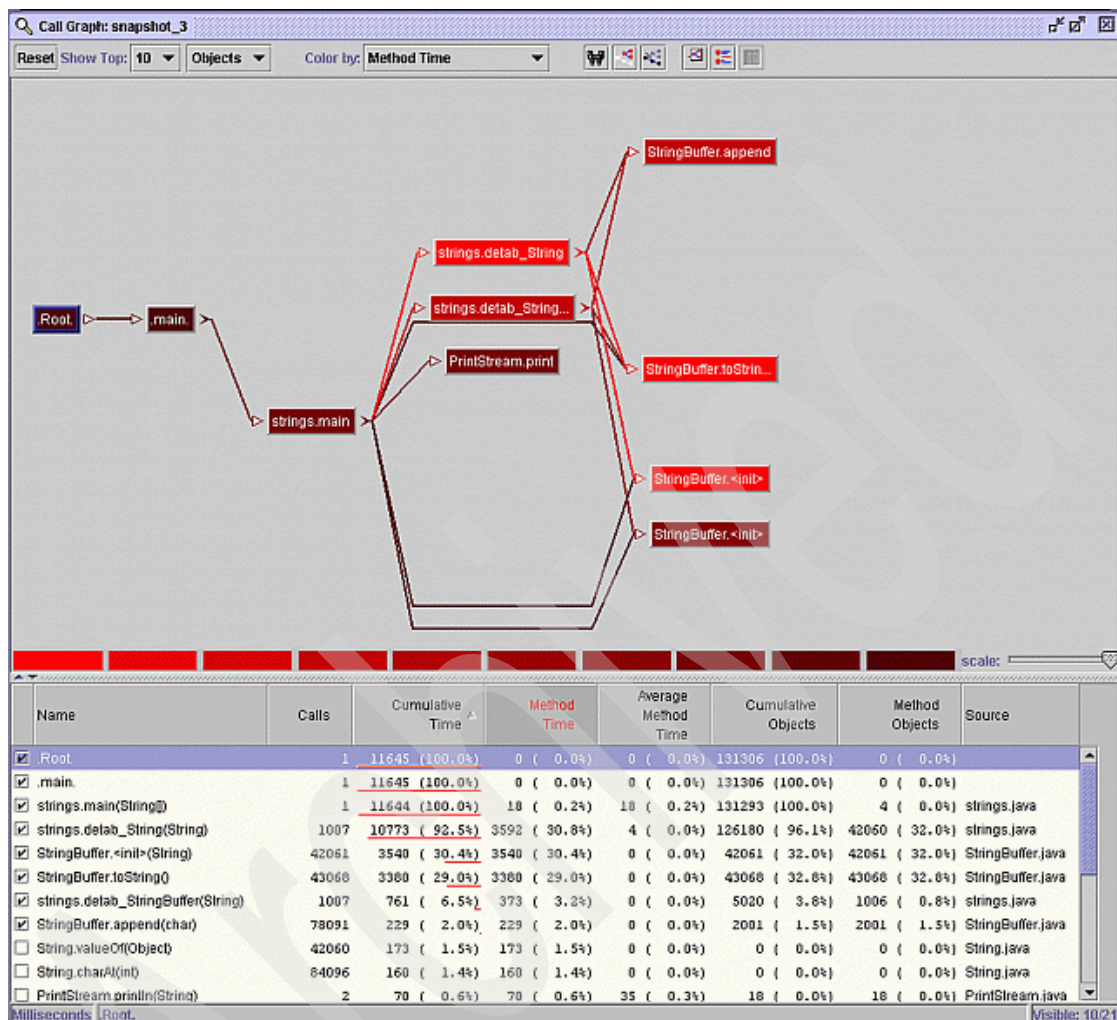 Call Graph: snapshot_3
Reset Show Top: 10 Objects Color by: Method Time
StringBuffer.append
strings.detab_String
strings.detab_String...
.Root.
.main.
PrintStream.print
StringBuffer.toStrin...
strings.main
StringBuffer.<init>
StringBuffer.<init>
scale:
Name Calls Cumulative Time Method Time Average Method Time Cumulative Objects Method Objects Source
.Root. 1 11645 (100.0%) 0 ( 0.0%) 0 ( 0.0%) 131306 (100.0%) 0 ( 0.0%)
.main. 1 11645 (100.0%) 0 ( 0.0%) 0 ( 0.0%) 131306 (100.0%) 0 ( 0.0%)
strings.main(String[]) 1 11644 (100.0%) 18 ( 0.2%) 18 ( 0.2%) 131293 (100.0%) 4 ( 0.0%) strings.java
strings.detab_String(String) 1007 10773 ( 92.5%) 3592 ( 30.8%) 4 ( 0.0%) 126180 ( 96.1%) 42060 ( 32.0%) strings.java
StringBuffer.<init>(String) 42061 3540 ( 30.4%) 3540 ( 30.4%) 0 ( 0.0%) 42061 ( 32.0%) 42061 ( 32.0%) StringBuffer.java
StringBuffer.toString() 43068 3380 ( 29.0%) 3380 ( 29.0%) 0 ( 0.0%) 43068 ( 32.8%) 43068 ( 32.8%) StringBuffer.java
strings.detab_StringBuffer(String) 1007 761 ( 6.5%) 373 ( 3.2%) 0 ( 0.0%) 5020 ( 3.8%) 1006 ( 0.8%) strings.java
StringBuffer.append(char) 78091 229 ( 2.0%) 229 ( 2.0%) 0 ( 0.0%) 2001 ( 1.5%) 2001 ( 1.5%) StringBuffer.java
String.valueOf(Object) 42060 173 ( 1.5%) 173 ( 1.5%) 0 ( 0.0%) 0 ( 0.0%) 0 ( 0.0%) String.java
String.charAt(int) 84096 160 ( 1.4%) 160 ( 1.4%) 0 ( 0.0%) 0 ( 0.0%) 0 ( 0.0%) String.java
PrintStream.println(String) 2 70 ( 0.6%) 70 ( 0.6%) 35 ( 0.3%) 18 ( 0.0%) 18 ( 0.0%) PrintStream.java
Milliseconds .Root. Visible: 10/21